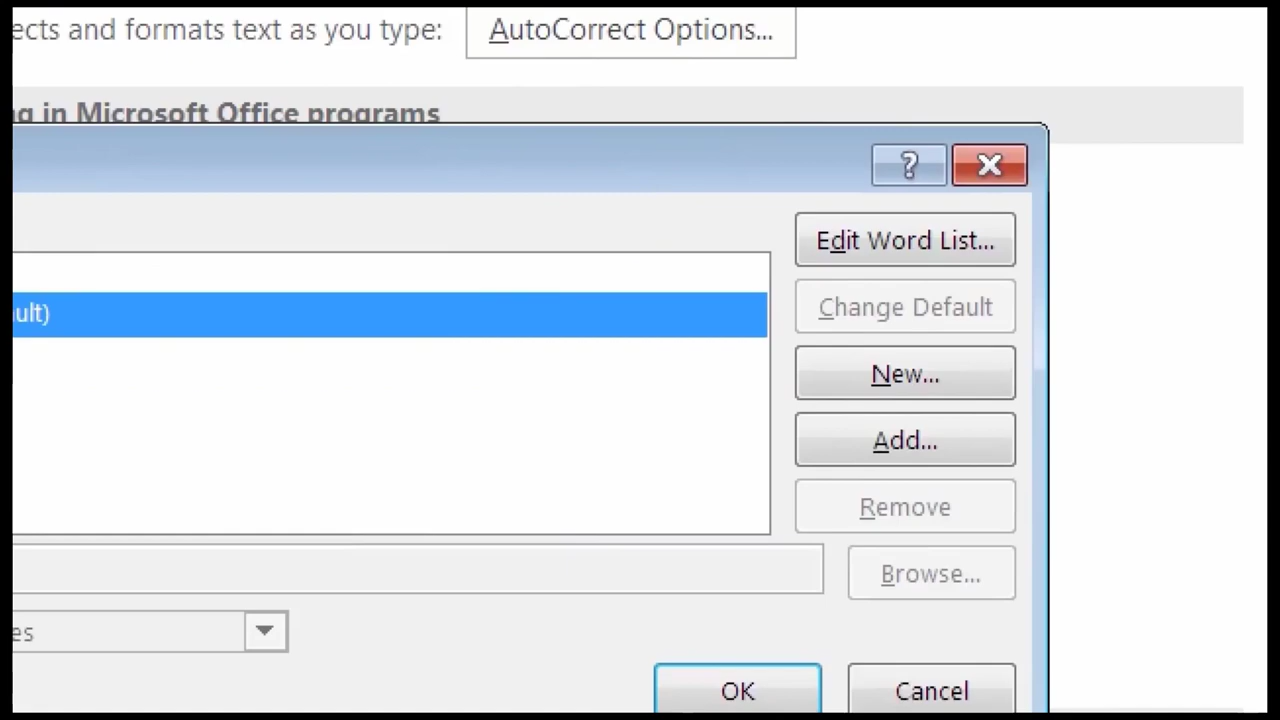 ects and formats text as you type: AutoCorrect Options...
g in Microsoft Office programs
?
Edit Word List...
ult)
Change Default
New...
Add...
Remove
Browse...
es
OK Cancel